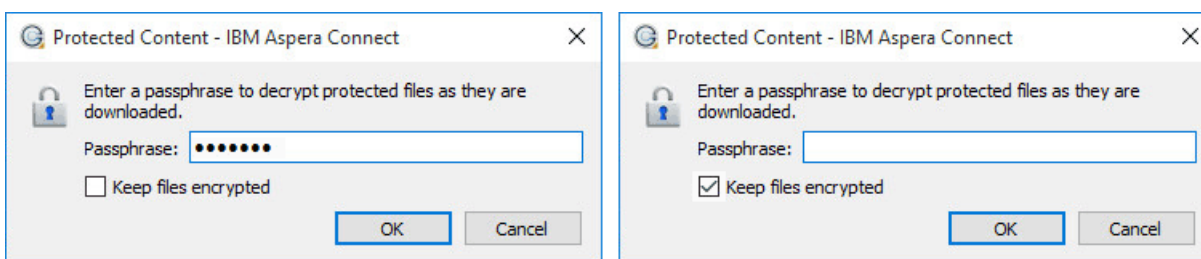 Protected Content - IBM Aspera Connect
Enter a passphrase to decrypt protected files as they are
downloaded.
Passphrase: •••••••
Keep files encrypted
OK Cancel
Protected Content - IBM Aspera Connect
Enter a passphrase to decrypt protected files as they are
downloaded.
Passphrase:
Keep files encrypted
OK Cancel